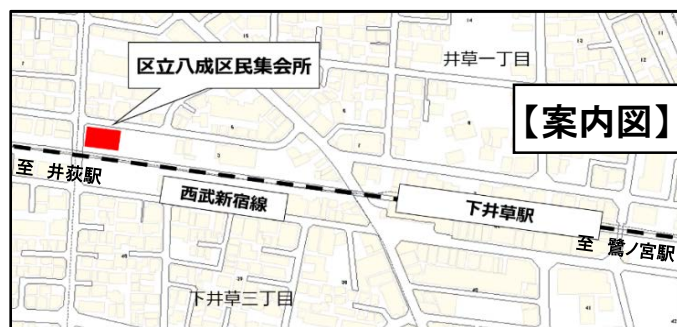 井草一丁目
区立八成区民集会所
【案内図】
至 井荻駅
西武新宿線
下井草駅
至 鷺ノ宮駅
下井草三丁目